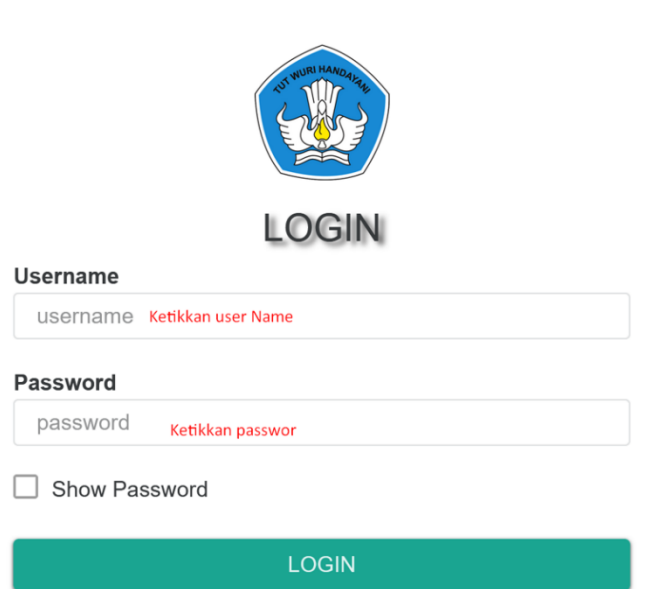 TUT WURI HANDAYANI
LOGIN
Username
username Ketikkan user Name
Password
password Ketikkan passwor
Show Password
LOGIN